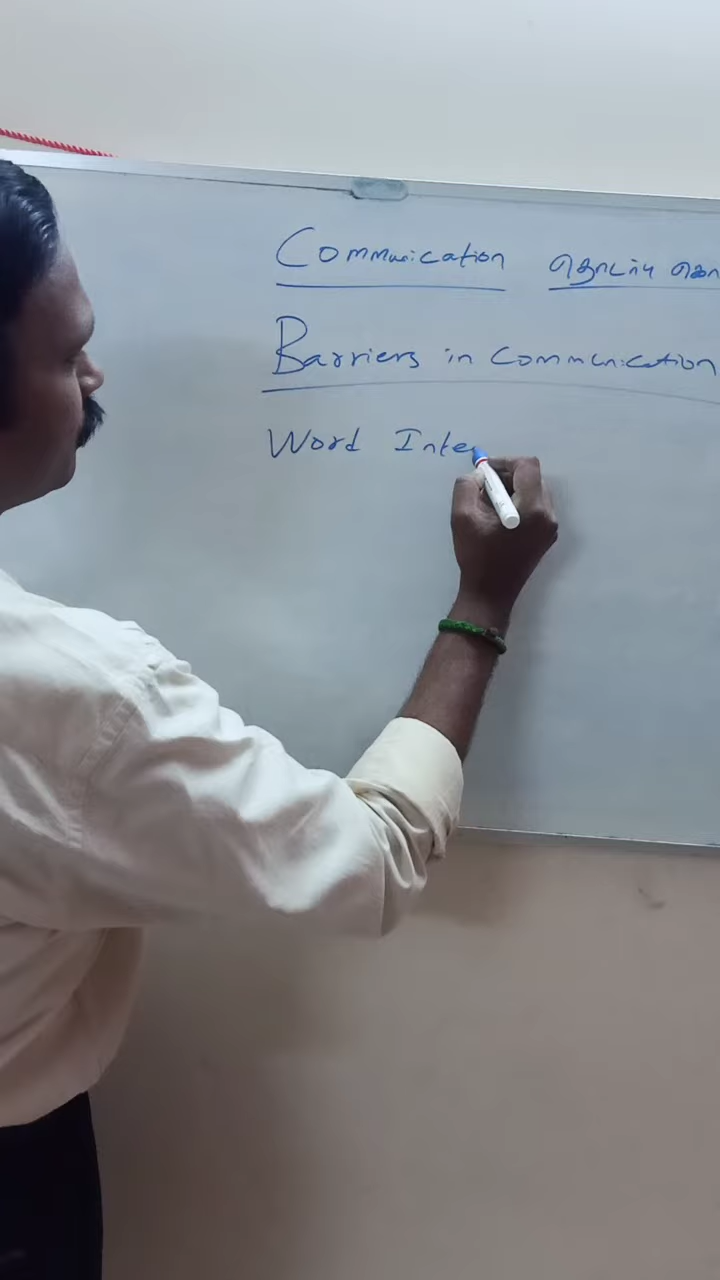 Communication தொடர்பு
Barriers in Communication
Word Inte